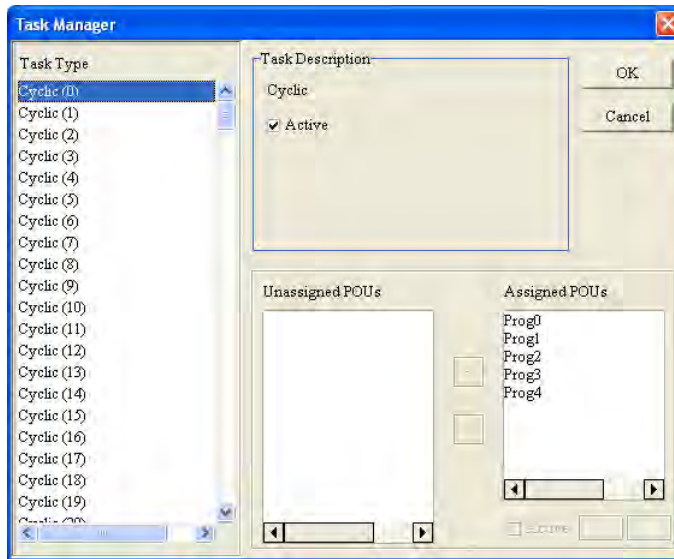 Task Manager
Task Type
Cyclic (0)
Cyclic (1)
Cyclic (2)
Cyclic (3)
Cyclic (4)
Cyclic (5)
Cyclic (6)
Cyclic (7)
Cyclic (8)
Cyclic (9)
Cyclic (10)
Cyclic (11)
Cyclic (12)
Cyclic (13)
Cyclic (14)
Cyclic (15)
Cyclic (16)
Cyclic (17)
Cyclic (18)
Cyclic (19)
Task Description
Cyclic
Active
OK
Cancel
Unassigned POUs
Assigned POUs
Prog0
Prog1
Prog2
Prog3
Prog4